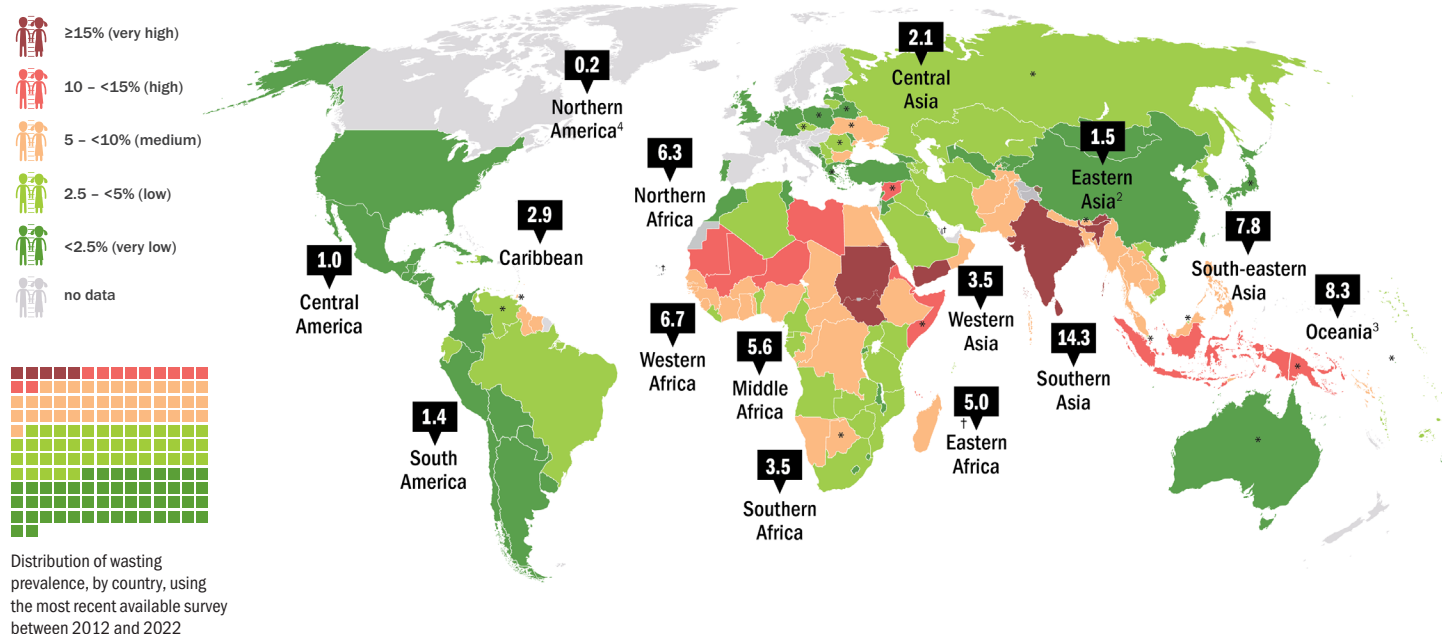 ≥15% (very high)
10 – <15% (high)
5 – <10% (medium)
2.5 – <5% (low)
<2.5% (very low)
no data
0.2
Northern
America⁴
2.1
Central
Asia
1.5
Eastern
Asia²
6.3
Northern
Africa
2.9
Caribbean
1.0
Central
America
7.8
South-eastern
Asia
8.3
Oceania³
3.5
Western
Asia
14.3
Southern
Asia
6.7
Western
Africa
5.6
Middle
Africa
5.0
†
Eastern
Africa
1.4
South
America
3.5
Southern
Africa
Distribution of wasting
prevalence, by country, using
the most recent available survey
between 2012 and 2022